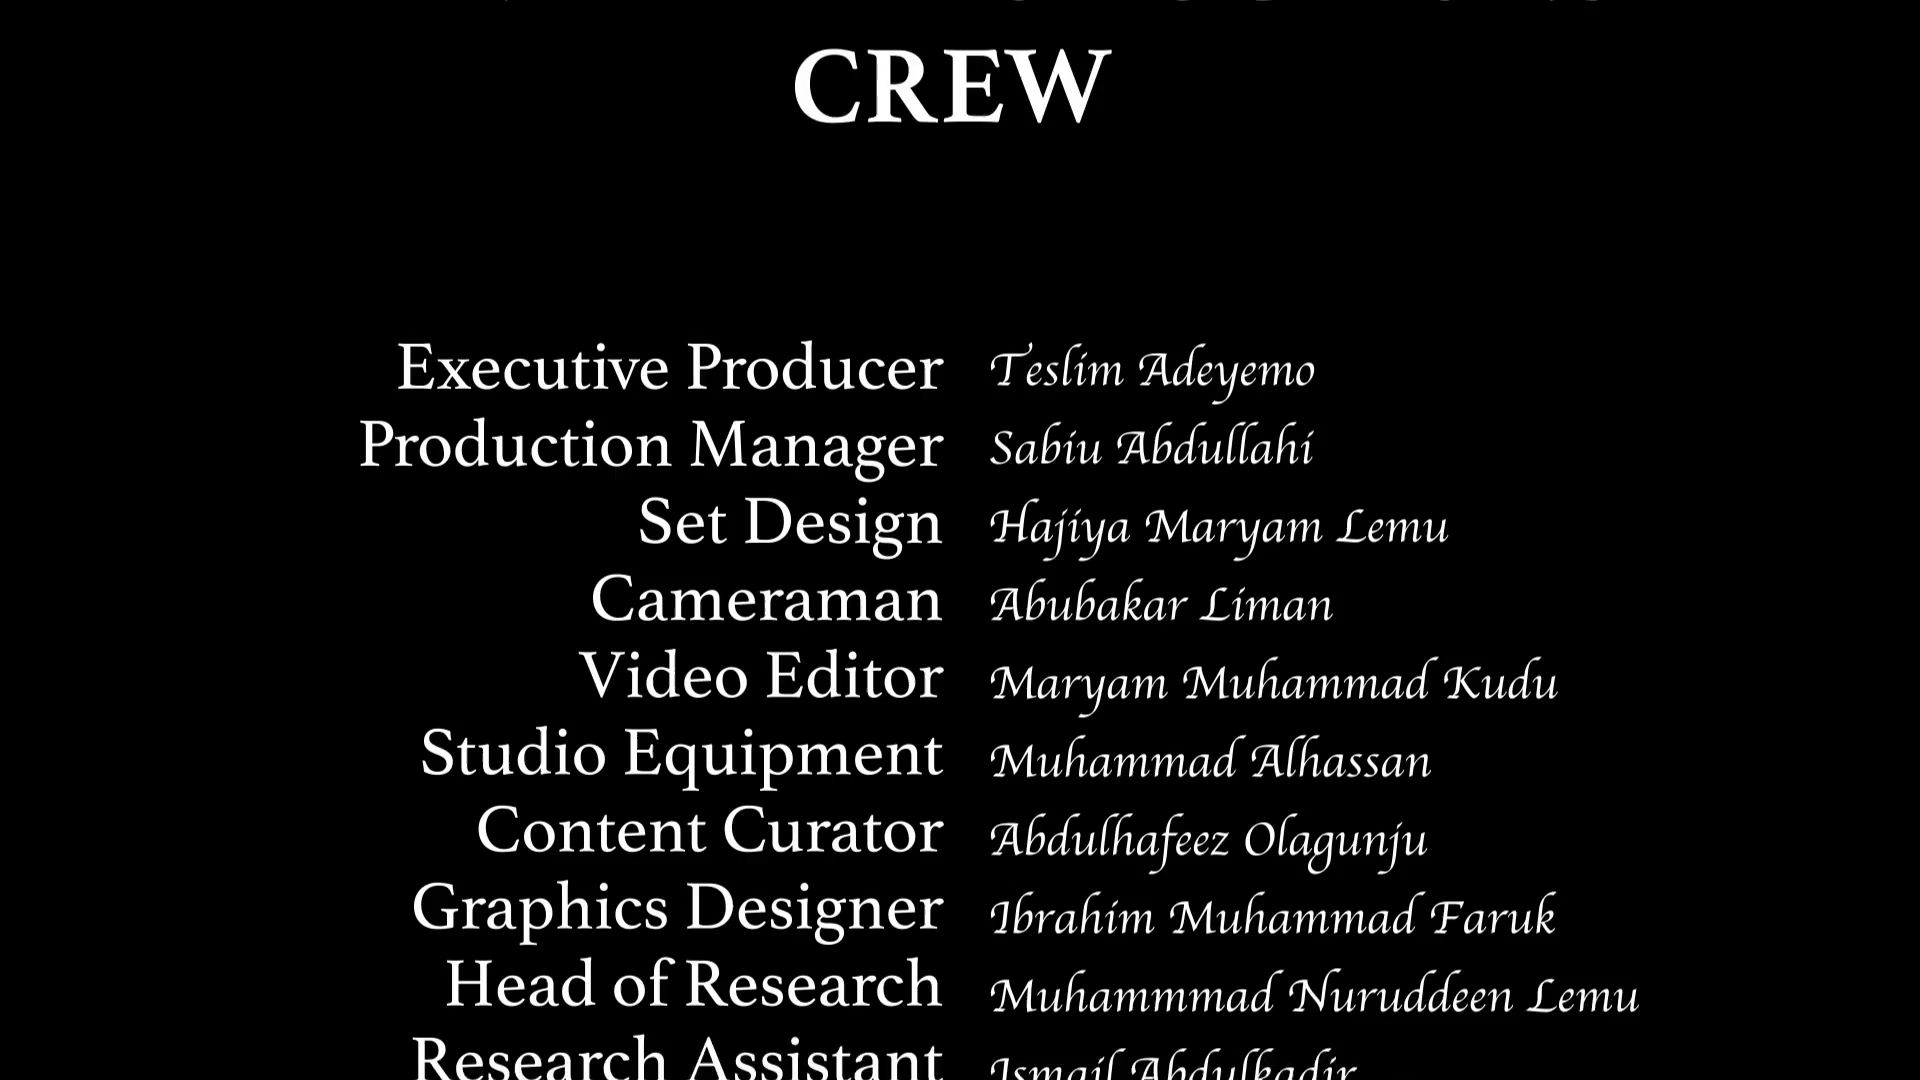 CREW
Executive Producer Teslim Adeyemo
Production Manager Sabiu Abdullahi
Set Design Hajiya Maryam Lemu
Cameraman Abubakar Liman
Video Editor Maryam Muhammad Kudu
Studio Equipment Muhammad Alhassan
Content Curator Abdulhafeez Olagunju
Graphics Designer Ibrahim Muhammad Faruk
Head of Research Muhammmad Nuruddeen Lemu
Research Assistant Ismail Abdulkadir